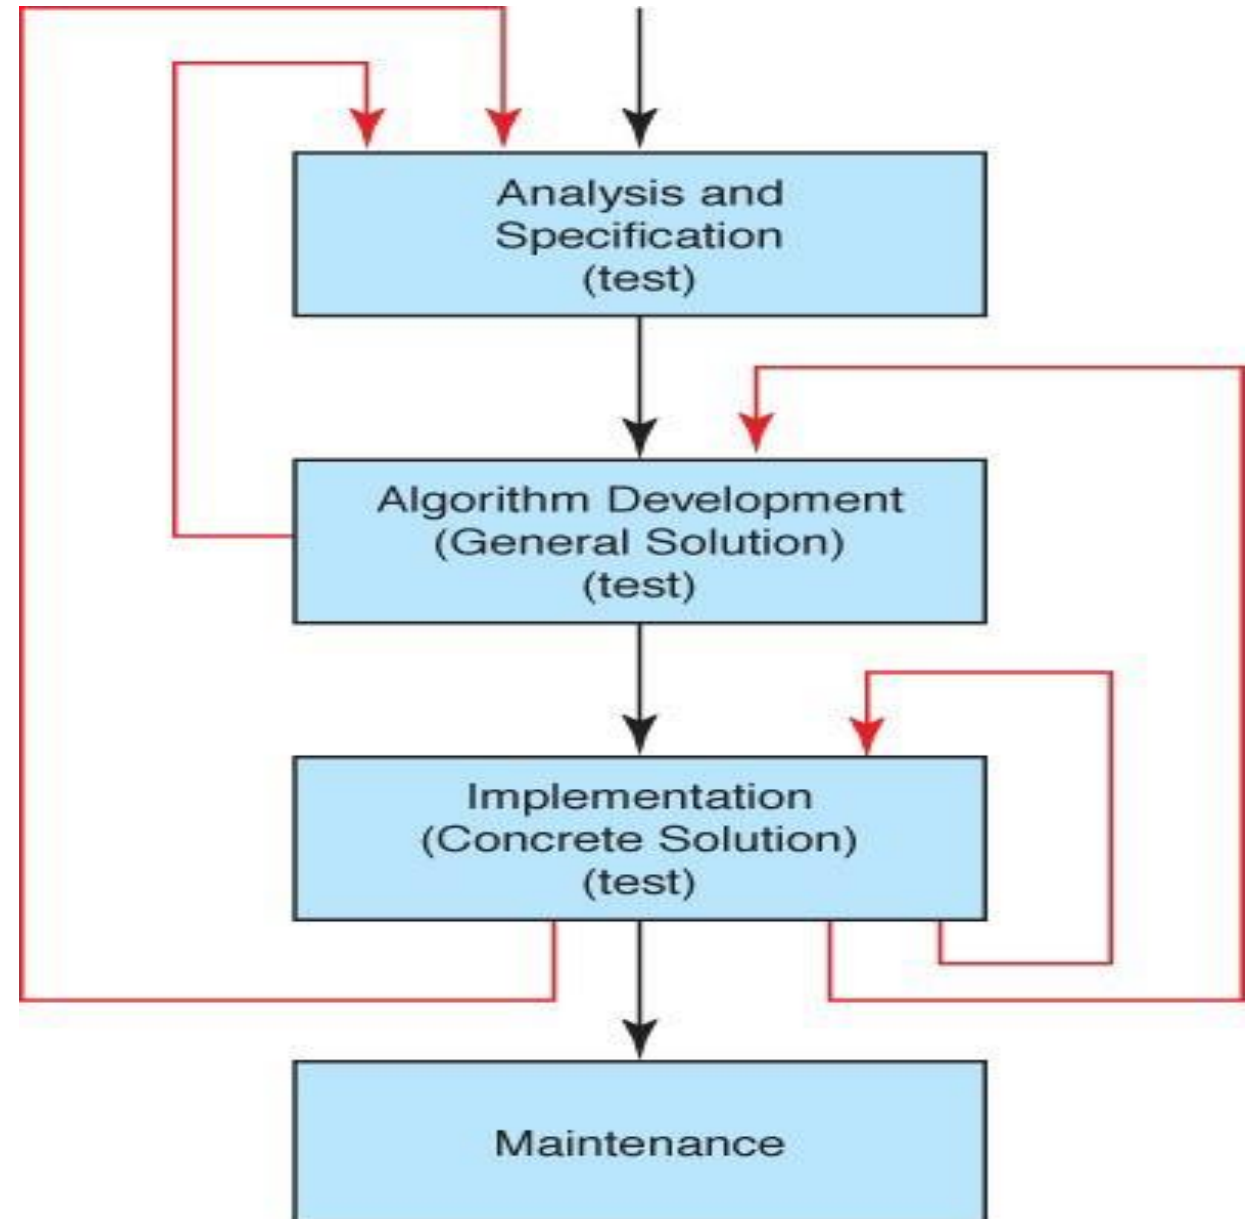 Analysis and
Specification
(test)
Algorithm Development
(General Solution)
(test)
Implementation
(Concrete Solution)
(test)
Maintenance